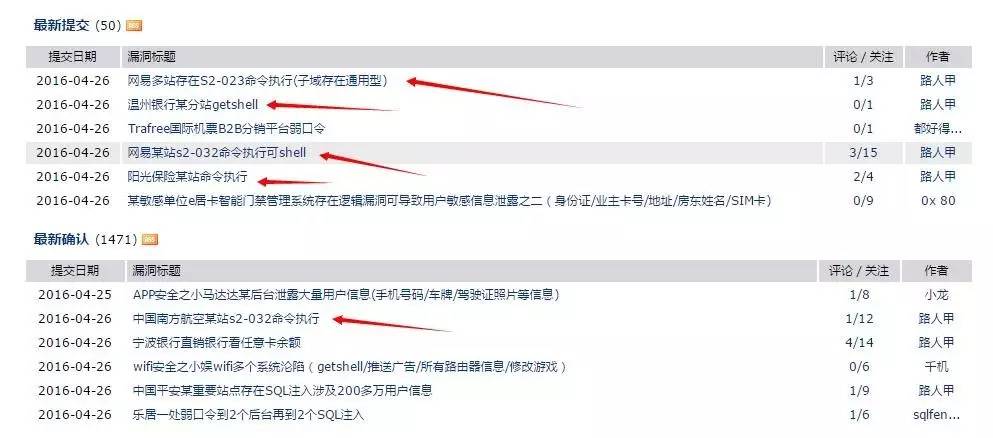 最新提交 (50) RSS
提交日期 漏洞标题 评论 / 关注 作者
2016-04-26 网易多站存在S2-023命令执行(子域存在通用型) 1/3 路人甲
2016-04-26 温州银行某分站getshell 0/1 路人甲
2016-04-26 Trafree国际机票B2B分销平台弱口令 0/1 都好得...
2016-04-26 网易某站s2-032命令执行可shell 3/15 路人甲
2016-04-26 阳光保险某站命令执行 2/4 路人甲
2016-04-26 某敏感单位e居卡智能门禁管理系统存在逻辑漏洞可导致用户敏感信息泄露之二（身份证/业主卡号/地址/房东姓名/SIM卡) 0/9 0x 80
最新确认 (1471) RSS
提交日期 漏洞标题 评论 / 关注 作者
2016-04-25 APP安全之小马达达某后台泄露大量用户信息(手机号码/车牌/驾驶证照片等信息) 1/8 小龙
2016-04-26 中国南方航空某站s2-032命令执行 1/12 路人甲
2016-04-26 宁波银行直销银行看任意卡余额 4/14 路人甲
2016-04-26 wifi安全之小娱wifi多个系统沦陷（getshell/推送广告/所有路由器信息/修改游戏） 0/6 千机
2016-04-26 中国平安某重要站点存在SQL注入涉及200多万用户信息 1/9 路人甲
2016-04-26 乐居一处弱口令到2个后台再到2个SQL注入 1/6 sqlfen...